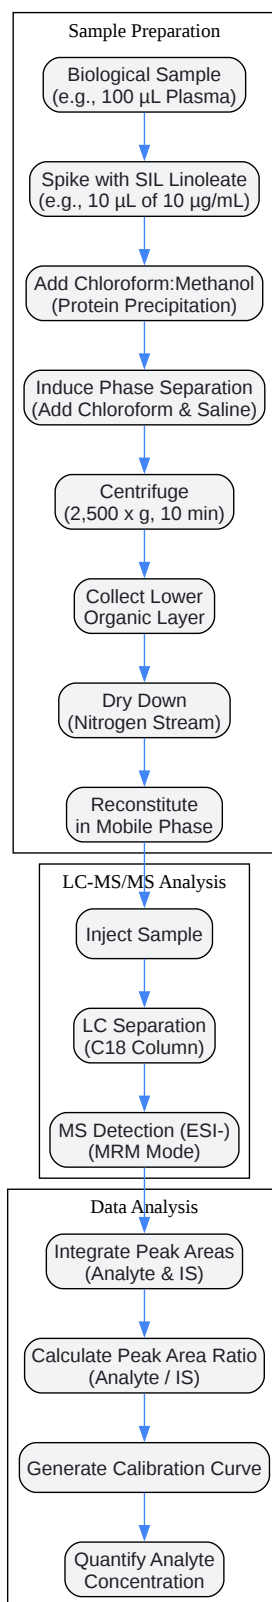 Sample Preparation
Biological Sample
(e.g., 100 µL Plasma)
Spike with SIL Linoleate
(e.g., 10 µL of 10 µg/mL)
Add Chloroform:Methanol
(Protein Precipitation)
Induce Phase Separation
(Add Chloroform & Saline)
Centrifuge
(2,500 x g, 10 min)
Collect Lower
Organic Layer
Dry Down
(Nitrogen Stream)
Reconstitute
in Mobile Phase
LC-MS/MS Analysis
Inject Sample
LC Separation
(C18 Column)
MS Detection (ESI-)
(MRM Mode)
Data Analysis
Integrate Peak Areas
(Analyte & IS)
Calculate Peak Area Ratio
(Analyte / IS)
Generate Calibration Curve
Quantify Analyte
Concentration